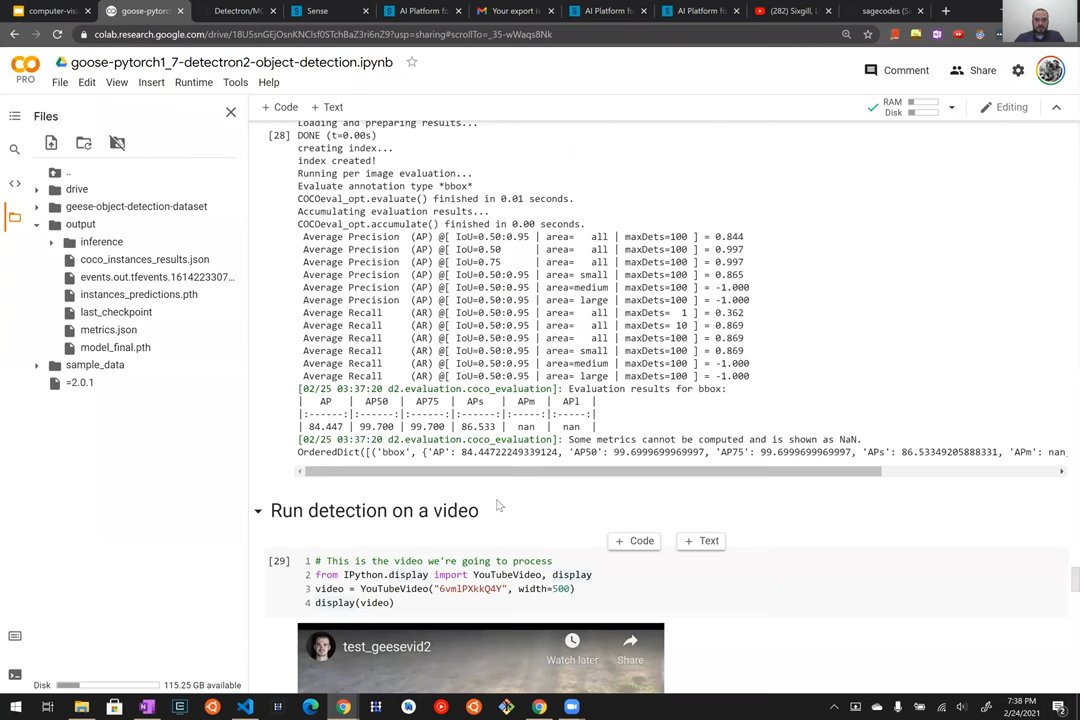 computer-visi
goose-pytorch
Detectron/MO
Sense
AI Platform fo
Your export is
AI Platform fo
AI Platform fo
(282) Sixgill, L
sagecodes (Sa
PRO
goose-pytorch1_7-detectron2-object-detection.ipynb
File Edit View Insert Runtime Tools Help
Comment
Share
Files
+ Code + Text
RAM
Disk
Editing
..
drive
geese-object-detection-dataset
output
inference
coco_instances_results.json
events.out.tfevents.1614223307...
instances_predictions.pth
last_checkpoint
metrics.json
model_final.pth
sample_data
=2.0.1
Disk
115.25 GB available
Loading and preparing results...
[28] DONE (t=0.00s)
creating index...
index created!
Running per image evaluation...
Evaluate annotation type *bbox*
COCOeval_opt.evaluate() finished in 0.01 seconds.
Accumulating evaluation results...
COCOeval_opt.accumulate() finished in 0.00 seconds.
Average Precision (AP) @[ IoU=0.50:0.95 | area= all | maxDets=100 ] = 0.844
Average Precision (AP) @[ IoU=0.50 | area= all | maxDets=100 ] = 0.997
Average Precision (AP) @[ IoU=0.75 | area= all | maxDets=100 ] = 0.997
Average Precision (AP) @[ IoU=0.50:0.95 | area= small | maxDets=100 ] = 0.865
Average Precision (AP) @[ IoU=0.50:0.95 | area=medium | maxDets=100 ] = -1.000
Average Precision (AP) @[ IoU=0.50:0.95 | area= large | maxDets=100 ] = -1.000
Average Recall (AR) @[ IoU=0.50:0.95 | area= all | maxDets= 1 ] = 0.362
Average Recall (AR) @[ IoU=0.50:0.95 | area= all | maxDets= 10 ] = 0.869
Average Recall (AR) @[ IoU=0.50:0.95 | area= all | maxDets=100 ] = 0.869
Average Recall (AR) @[ IoU=0.50:0.95 | area= small | maxDets=100 ] = 0.869
Average Recall (AR) @[ IoU=0.50:0.95 | area=medium | maxDets=100 ] = -1.000
Average Recall (AR) @[ IoU=0.50:0.95 | area= large | maxDets=100 ] = -1.000
[02/25 03:37:20 d2.evaluation.coco_evaluation]: Evaluation results for bbox:
| AP | AP50 | AP75 | APs | APm | APl |
|:------:|:------:|:------:|:------:|:-----:|:-----:|
| 84.447 | 99.700 | 99.700 | 86.533 | nan | nan |
[02/25 03:37:20 d2.evaluation.coco_evaluation]: Some metrics cannot be computed and is shown as NaN.
OrderedDict([('bbox', {'AP': 84.44722249339124, 'AP50': 99.6999699969997, 'AP75': 99.6999699969997, 'APs': 86.53349205888331, 'APm': nan,
Run detection on a video
+ Code + Text
[29] 1 # This is the video we're going to process
2 from IPython.display import YouTubeVideo, display
3 video = YouTubeVideo("6vmlPXkkQ4Y", width=500)
4 display(video)
test_geesevid2
Watch later
Share
7:38 PM
2/24/2021